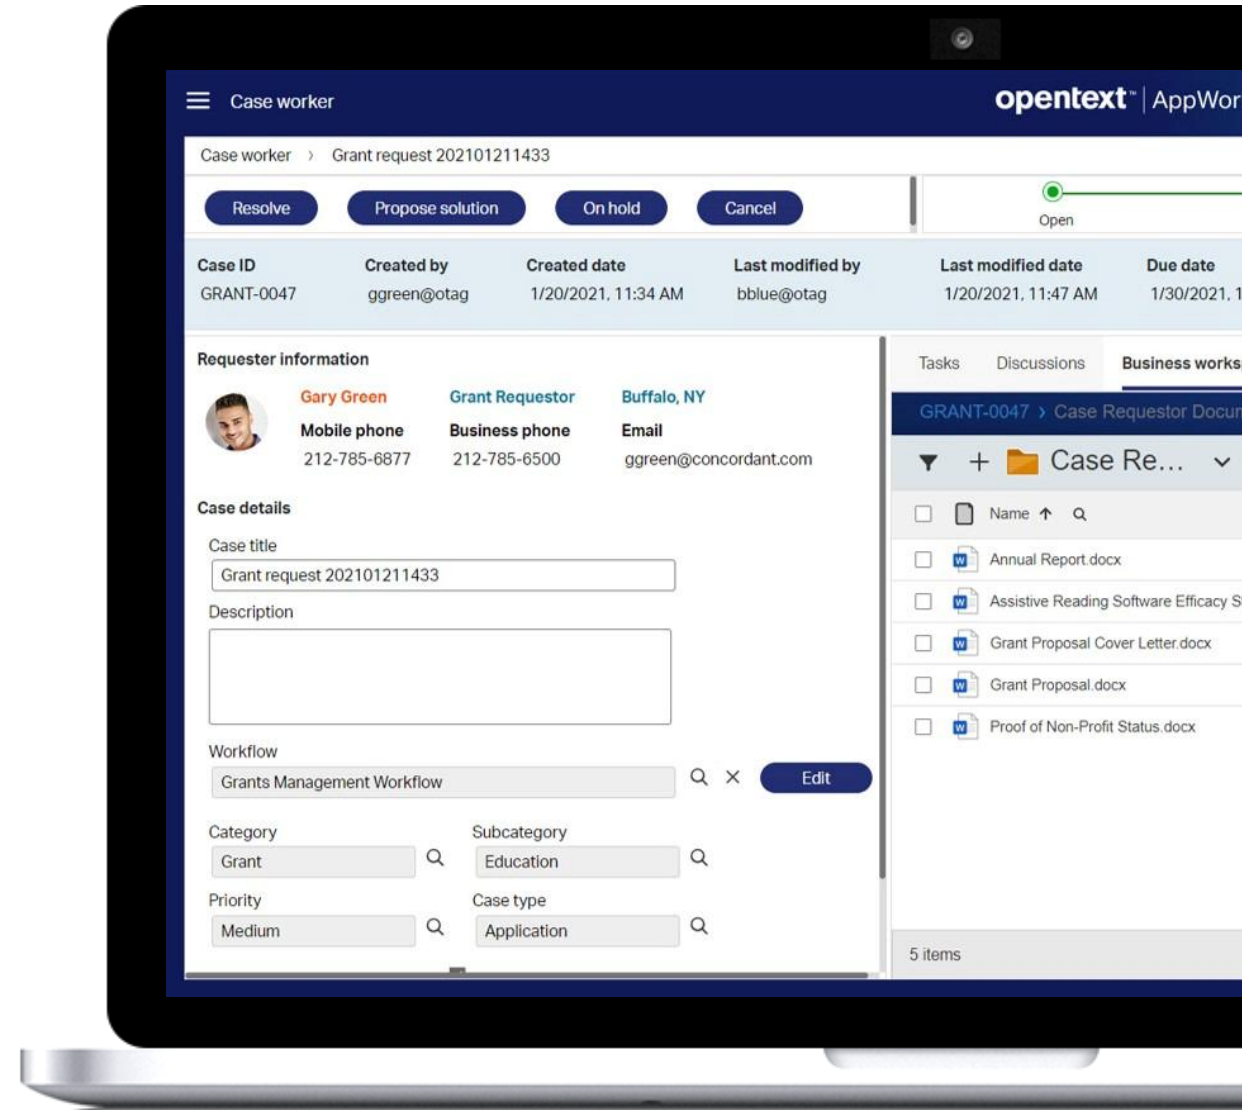 Case worker
opentext™ | AppWor
Case worker > Grant request 202101211433
Resolve Propose solution On hold Cancel
Open
Case ID Created by Created date Last modified by Last modified date Due date
GRANT-0047 ggreen@otag 1/20/2021, 11:34 AM bblue@otag 1/20/2021, 11:47 AM 1/30/2021, 1
Requester information
Gary Green Grant Requestor Buffalo, NY
Mobile phone Business phone Email
212-785-6877 212-785-6500 ggreen@concordant.com
Case details
Case title
Grant request 202101211433
Description
Workflow
Grants Management Workflow
Edit
Category Subcategory
Grant Education
Priority Case type
Medium Application
Tasks Discussions Business works
GRANT-0047 > Case Requestor Docum
Case Re...
Name
Annual Report.docx
Assistive Reading Software Efficacy S
Grant Proposal Cover Letter.docx
Grant Proposal.docx
Proof of Non-Profit Status.docx
5 items